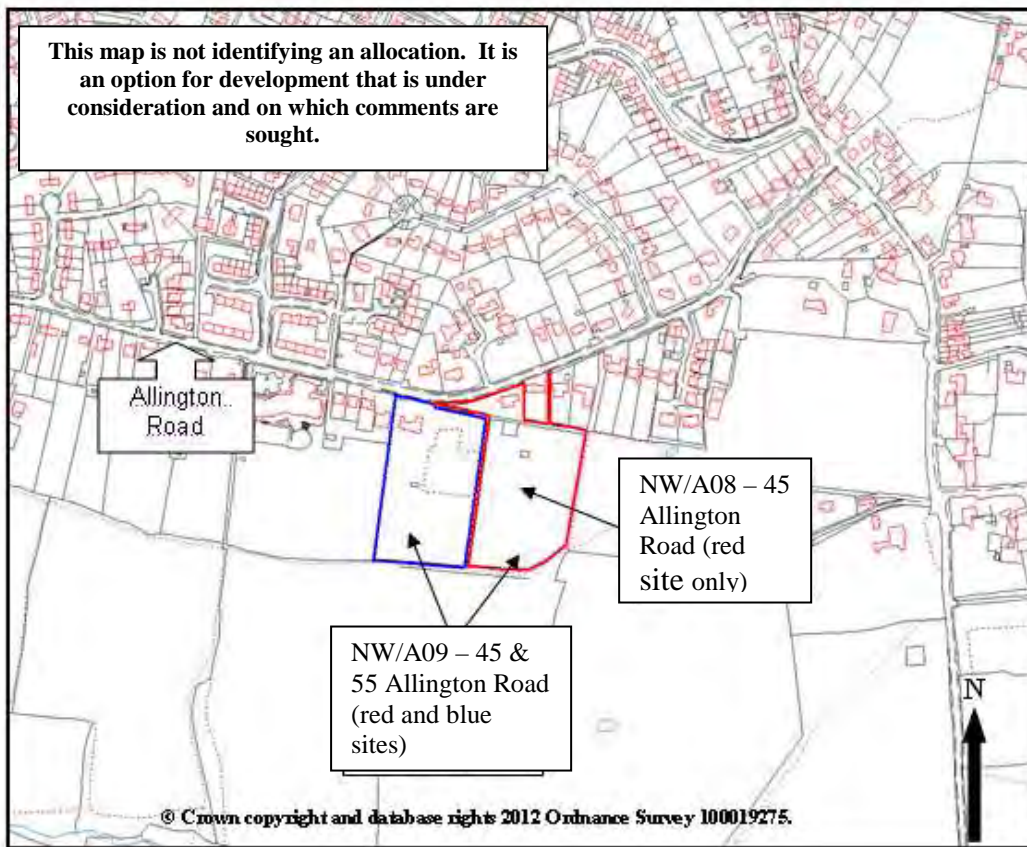 This map is not identifying an allocation. It is
an option for development that is under
consideration and on which comments are
sought.
Allington
Road
NW/A08 – 45
Allington
Road (red
site only)
NW/A09 – 45 &
55 Allington Road
(red and blue
sites)
N
© Crown copyright and database rights 2012 Ordnance Survey 100019275.